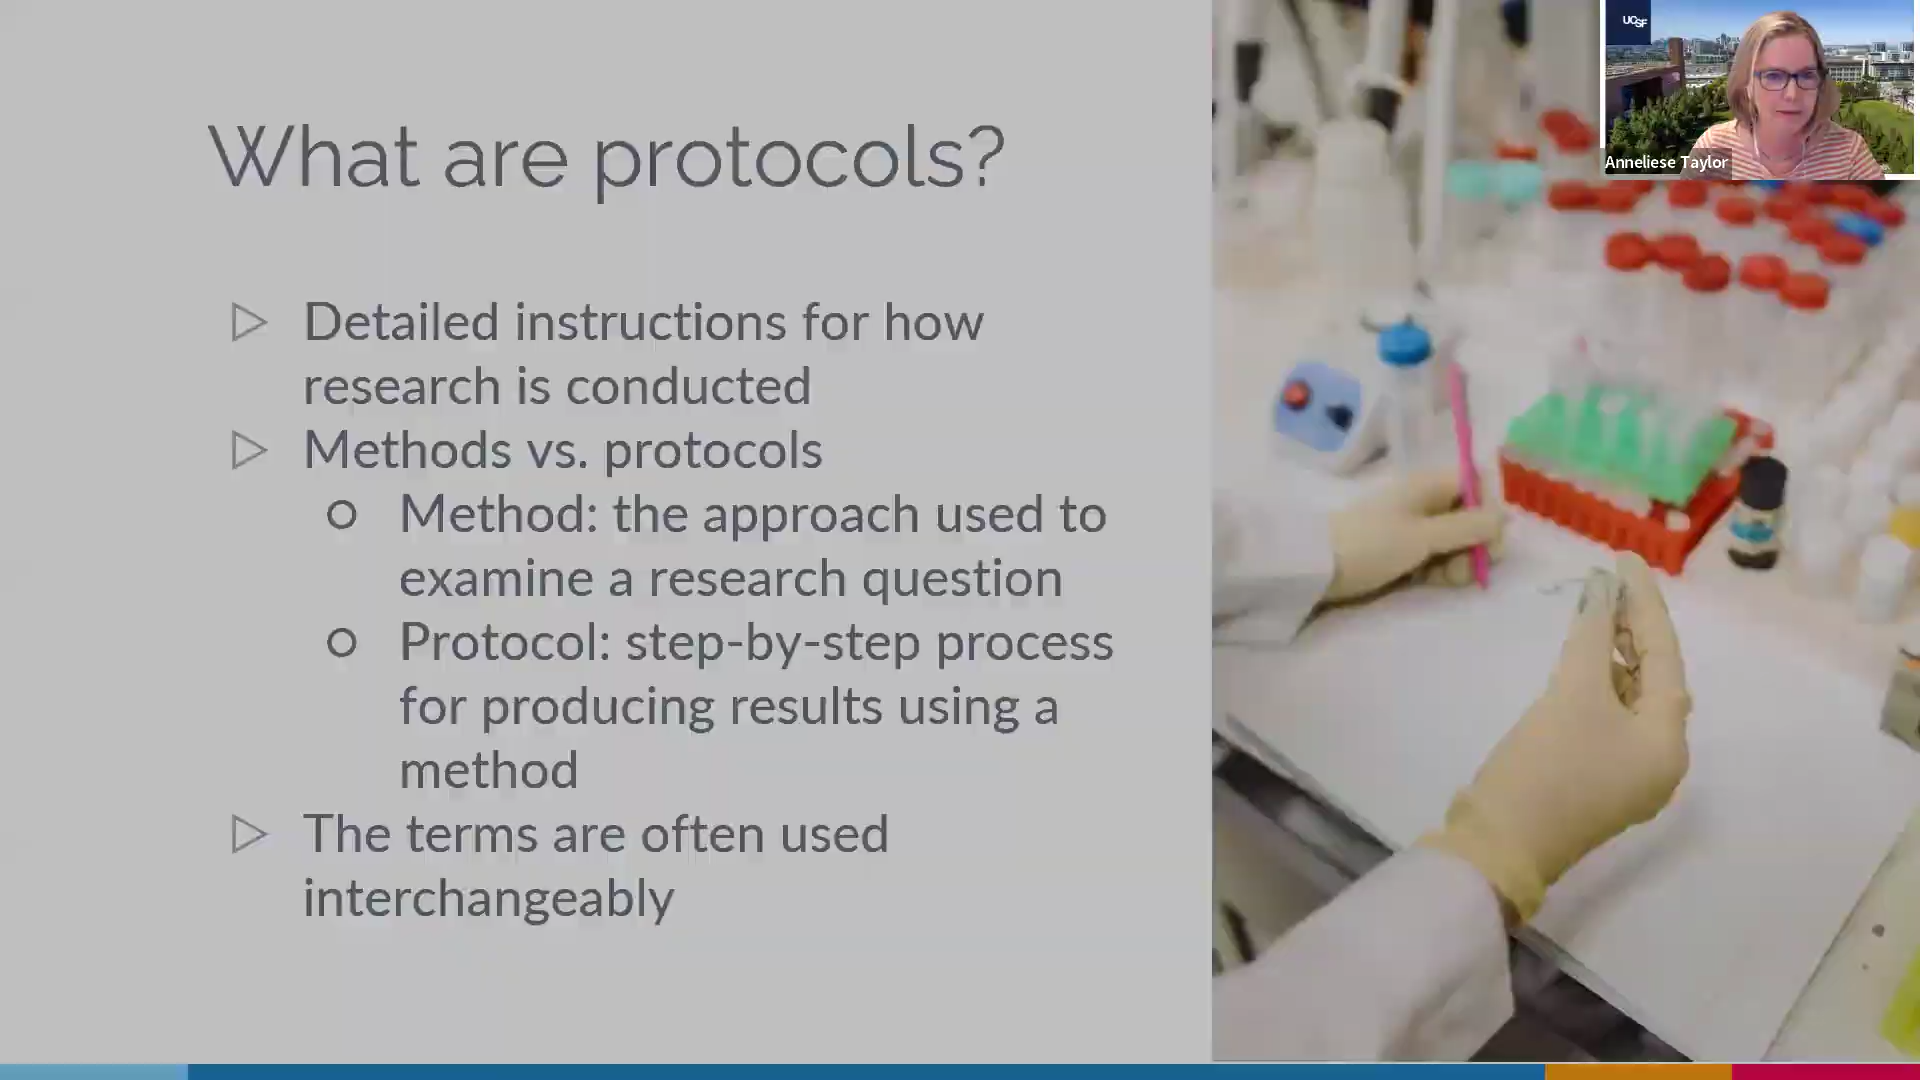 What are protocols?
Detailed instructions for how
research is conducted
Methods vs. protocols
Method: the approach used to
examine a research question
Protocol: step-by-step process
for producing results using a
method
The terms are often used
interchangeably
UCSF
Anneliese Taylor